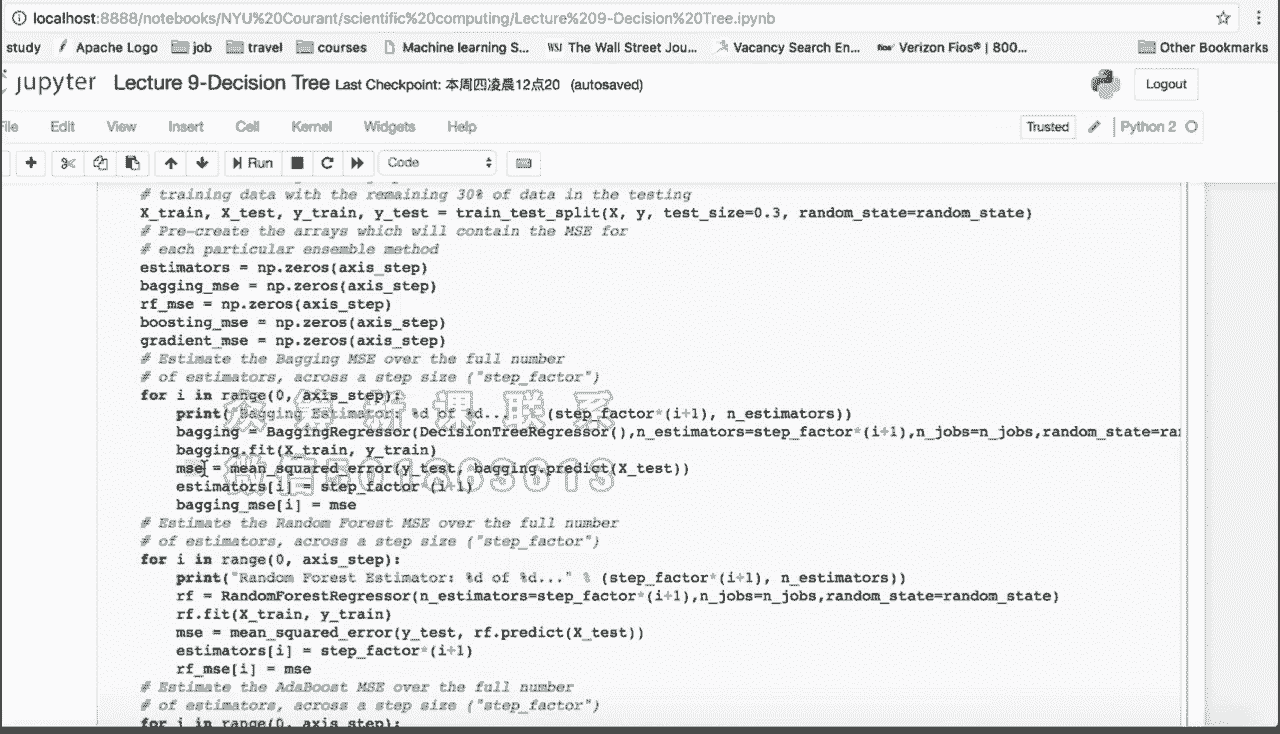 localhost:8888/notebooks/NYU%20Courant/scientific%20computing/Lecture%209-Decision%20Tree.ipynb
study Apache Logo job travel courses Machine learning S... WSJ The Wall Street Jou... Vacancy Search En... fios Verizon Fios® | 800... Other Bookmarks
jupyter Lecture 9-Decision Tree Last Checkpoint: 本周四凌晨12点20 (autosaved) Logout
File Edit View Insert Cell Kernel Widgets Help Trusted Python 2
Run Code
# training data with the remaining 30% of data in the testing
X_train, X_test, y_train, y_test = train_test_split(X, y, test_size=0.3, random_state=random_state)
# Pre-create the arrays which will contain the MSE for
# each particular ensemble method
estimators = np.zeros(axis_step)
bagging_mse = np.zeros(axis_step)
rf_mse = np.zeros(axis_step)
boosting_mse = np.zeros(axis_step)
gradient_mse = np.zeros(axis_step)
# Estimate the Bagging MSE over the full number
# of estimators, across a step size ("step_factor")
for i in range(0, axis_step):
print("Bagging Estimator: %d of %d..." % (step_factor*(i+1), n_estimators))
bagging = BaggingRegressor(DecisionTreeRegressor(),n_estimators=step_factor*(i+1),n_jobs=n_jobs,random_state=ra
bagging.fit(X_train, y_train)
mse = mean_squared_error(y_test, bagging.predict(X_test))
estimators[i] = step_factor*(i+1)
bagging_mse[i] = mse
# Estimate the Random Forest MSE over the full number
# of estimators, across a step size ("step_factor")
for i in range(0, axis_step):
print("Random Forest Estimator: %d of %d..." % (step_factor*(i+1), n_estimators))
rf = RandomForestRegressor(n_estimators=step_factor*(i+1),n_jobs=n_jobs,random_state=random_state)
rf.fit(X_train, y_train)
mse = mean_squared_error(y_test, rf.predict(X_test))
estimators[i] = step_factor*(i+1)
rf_mse[i] = mse
# Estimate the AdaBoost MSE over the full number
# of estimators, across a step size ("step_factor")
for i in range(0, axis_step):